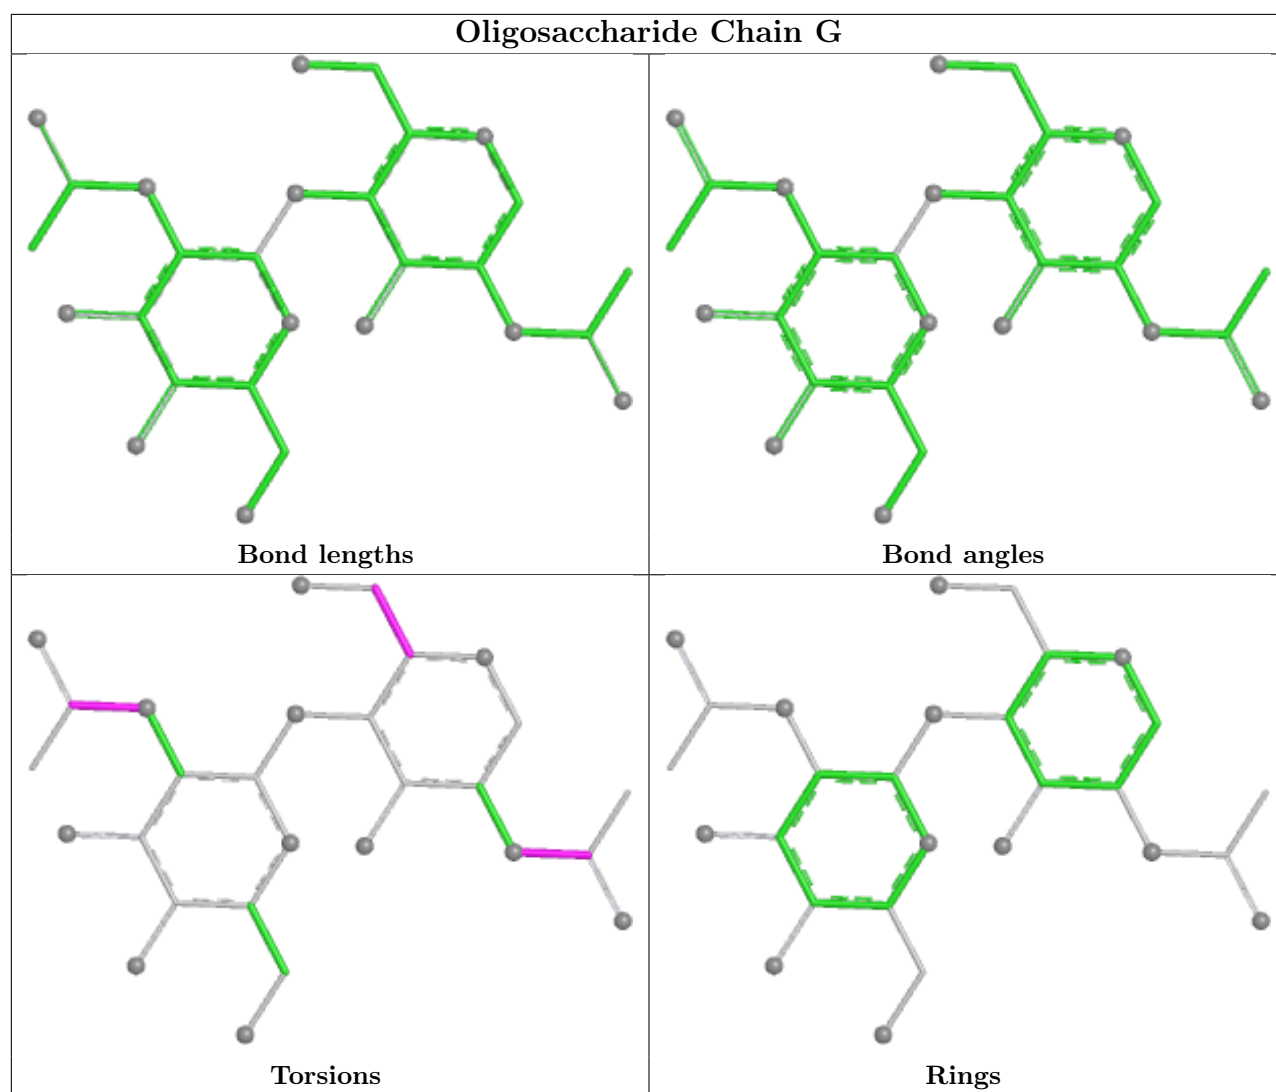 Oligosaccharide Chain G
Bond lengths
Bond angles
Torsions
Rings